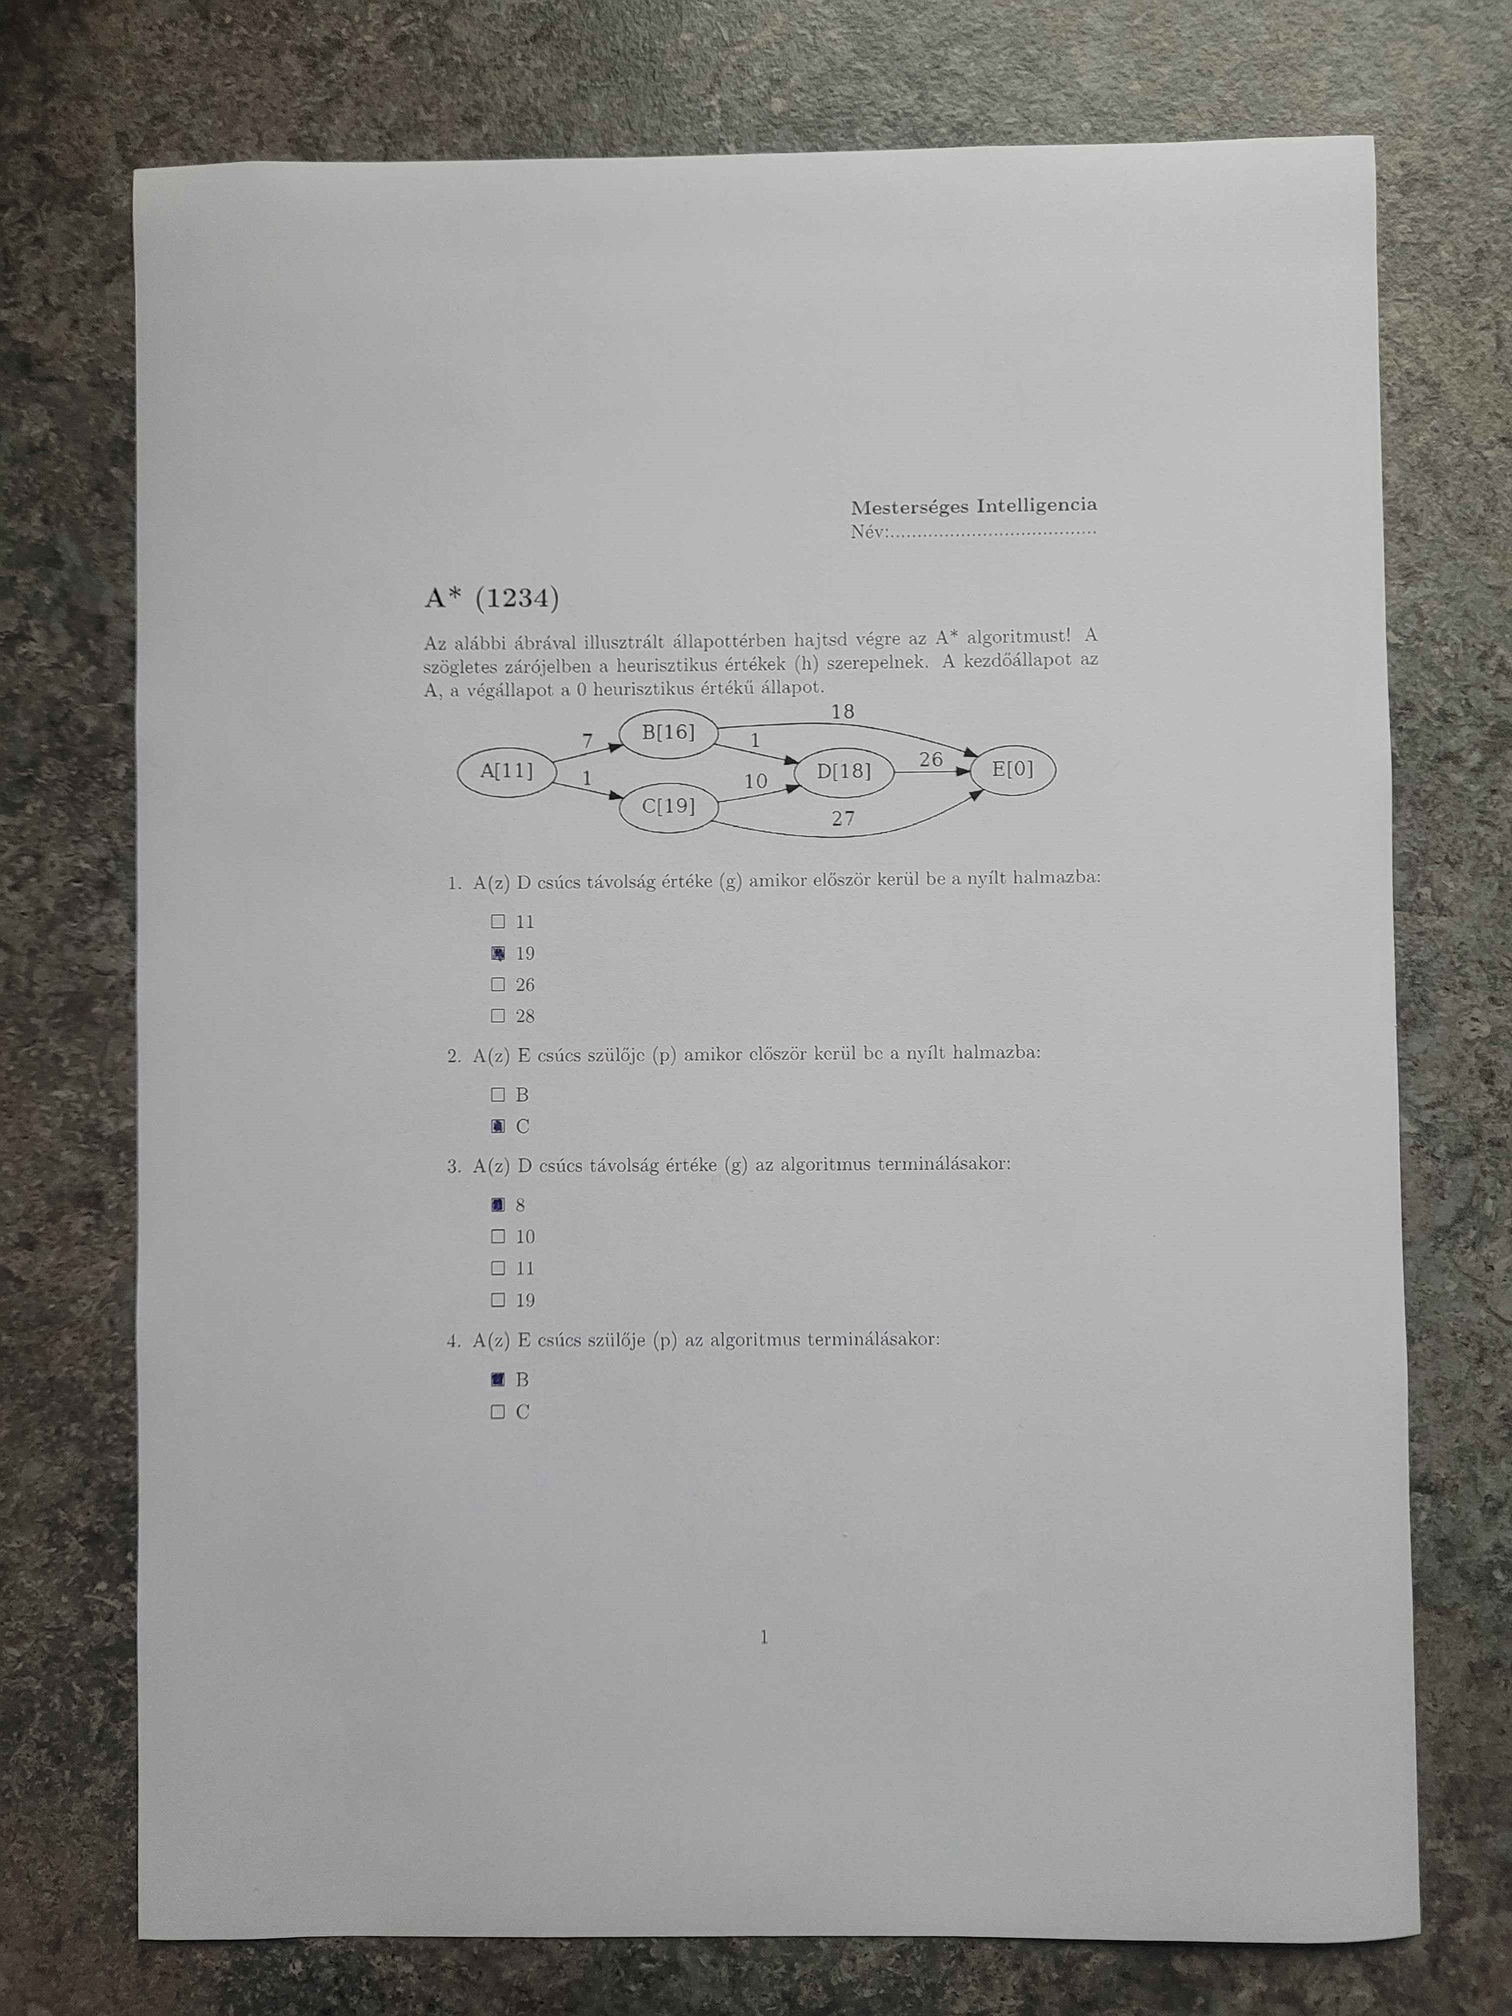 Mesterséges Intelligencia
Név:.......................................
A* (1234)
Az alábbi ábrával illusztrált állapottérben hajtsd végre az A* algoritmust! A
szögletes zárójelben a heurisztikus értékek (h) szerepelnek. A kezdőállapot az
A, a végállapot a 0 heurisztikus értékű állapot.
18
7 B[16] 1
A[11] D[18] 26 E[0]
1 C[19] 10
27
1. A(z) D csúcs távolság értéke (g) amikor először kerül be a nyílt halmazba:
11
19
26
28
2. A(z) E csúcs szülője (p) amikor először kerül be a nyílt halmazba:
B
C
3. A(z) D csúcs távolság értéke (g) az algoritmus terminálásakor:
8
10
11
19
4. A(z) E csúcs szülője (p) az algoritmus terminálásakor:
B
C
1